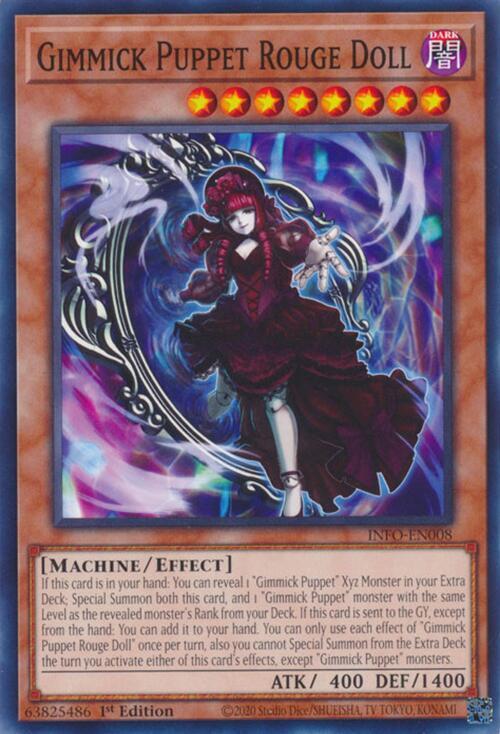 GIMMICK PUPPET ROUGE DOLL
DARK
闇
INFO-EN008
[MACHINE/EFFECT]
If this card is in your hand: You can reveal 1 "Gimmick Puppet" Xyz Monster in your Extra
Deck; Special Summon both this card, and 1 "Gimmick Puppet" monster with the same
Level as the revealed monster's Rank from your Deck. If this card is sent to the GY, except
from the hand: You can add it to your hand. You can only use each effect of "Gimmick
Puppet Rouge Doll" once per turn, also you cannot Special Summon from the Extra Deck
the turn you activate either of this card's effects, except "Gimmick Puppet" monsters.
ATK/ 400 DEF/1400
63825486 1st Edition ©2020 Studio Dice/SHUEISHA, TV TOKYO, KONAMI